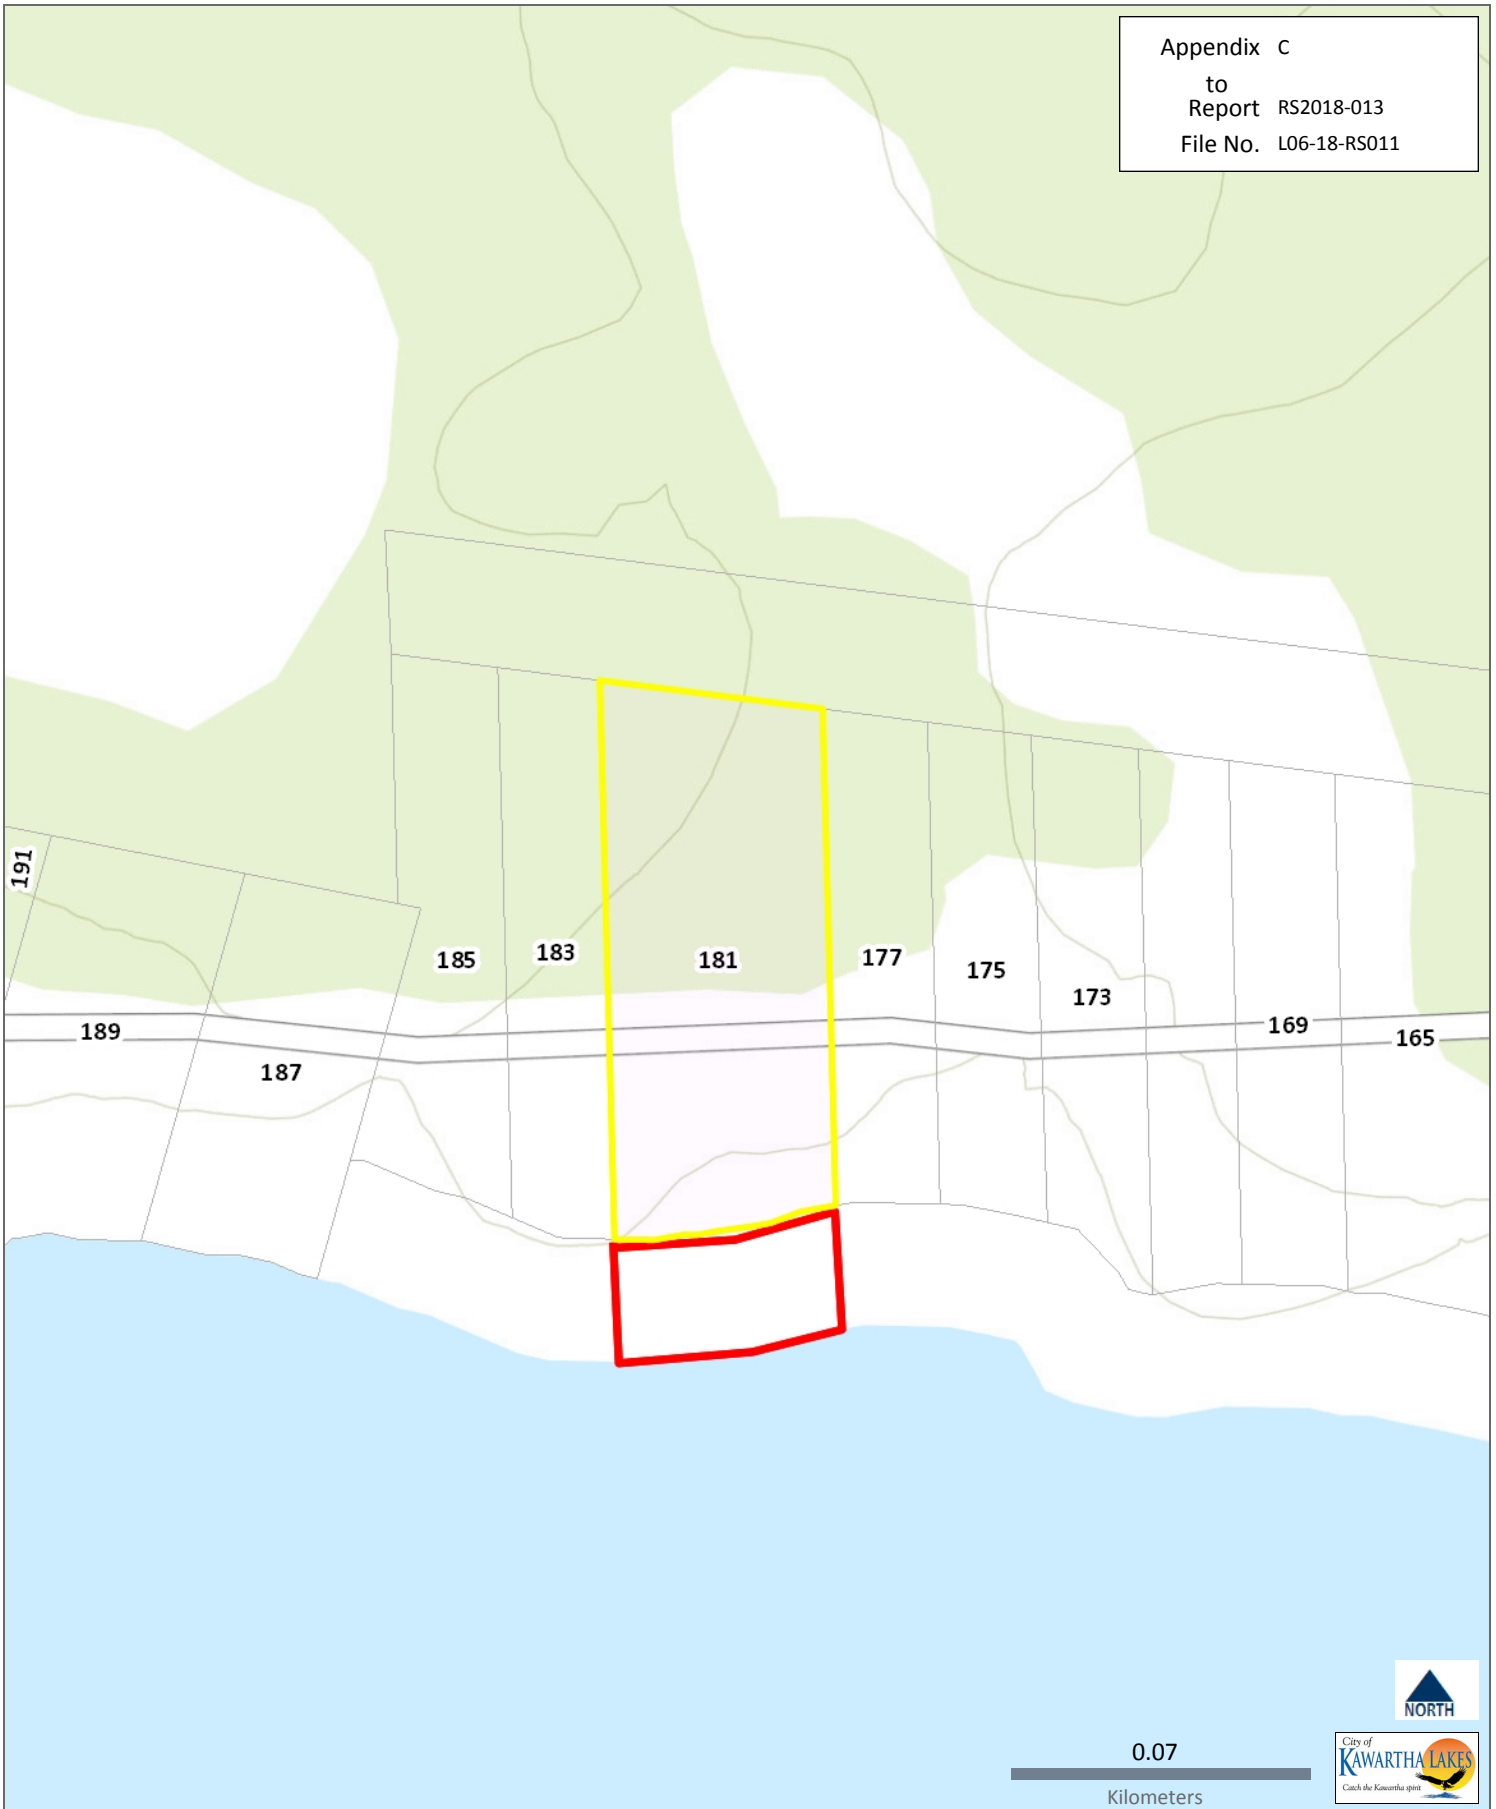 Appendix C
to
Report RS2018-013
File No. L06-18-RS011
191
185
183
181
177
175
173
169
165
189
187
NORTH
0.07
Kilometers
City of
KAWARTHA LAKES
Catch the Kawartha spirit